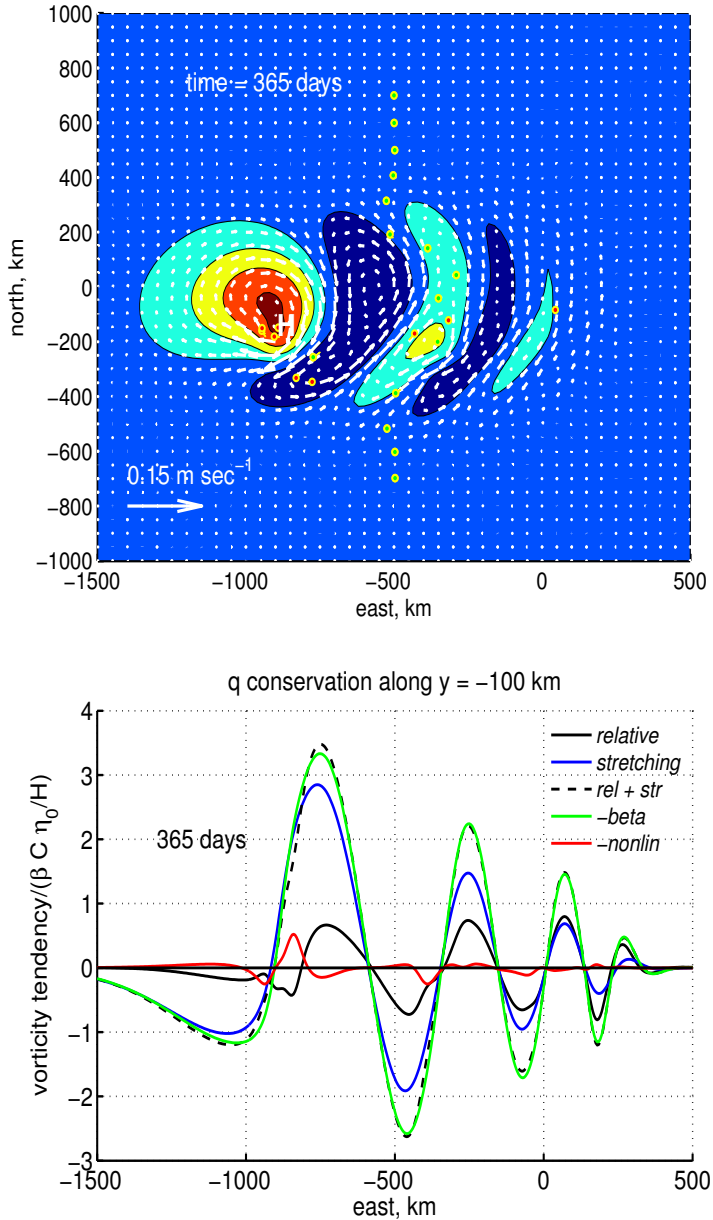 1000
800
600
400
200
0
−200
−400
−600
−800
−1000
north, km
time = 365 days
H
0.15 m sec⁻¹
−1500 −1000 −500 0 500
east, km
q conservation along y = −100 km
4
3
2
1
0
−1
−2
−3
vorticity tendency/(β C η₀/H)
365 days
relative
stretching
rel + str
−beta
−nonlin
−1500 −1000 −500 0 500
east, km